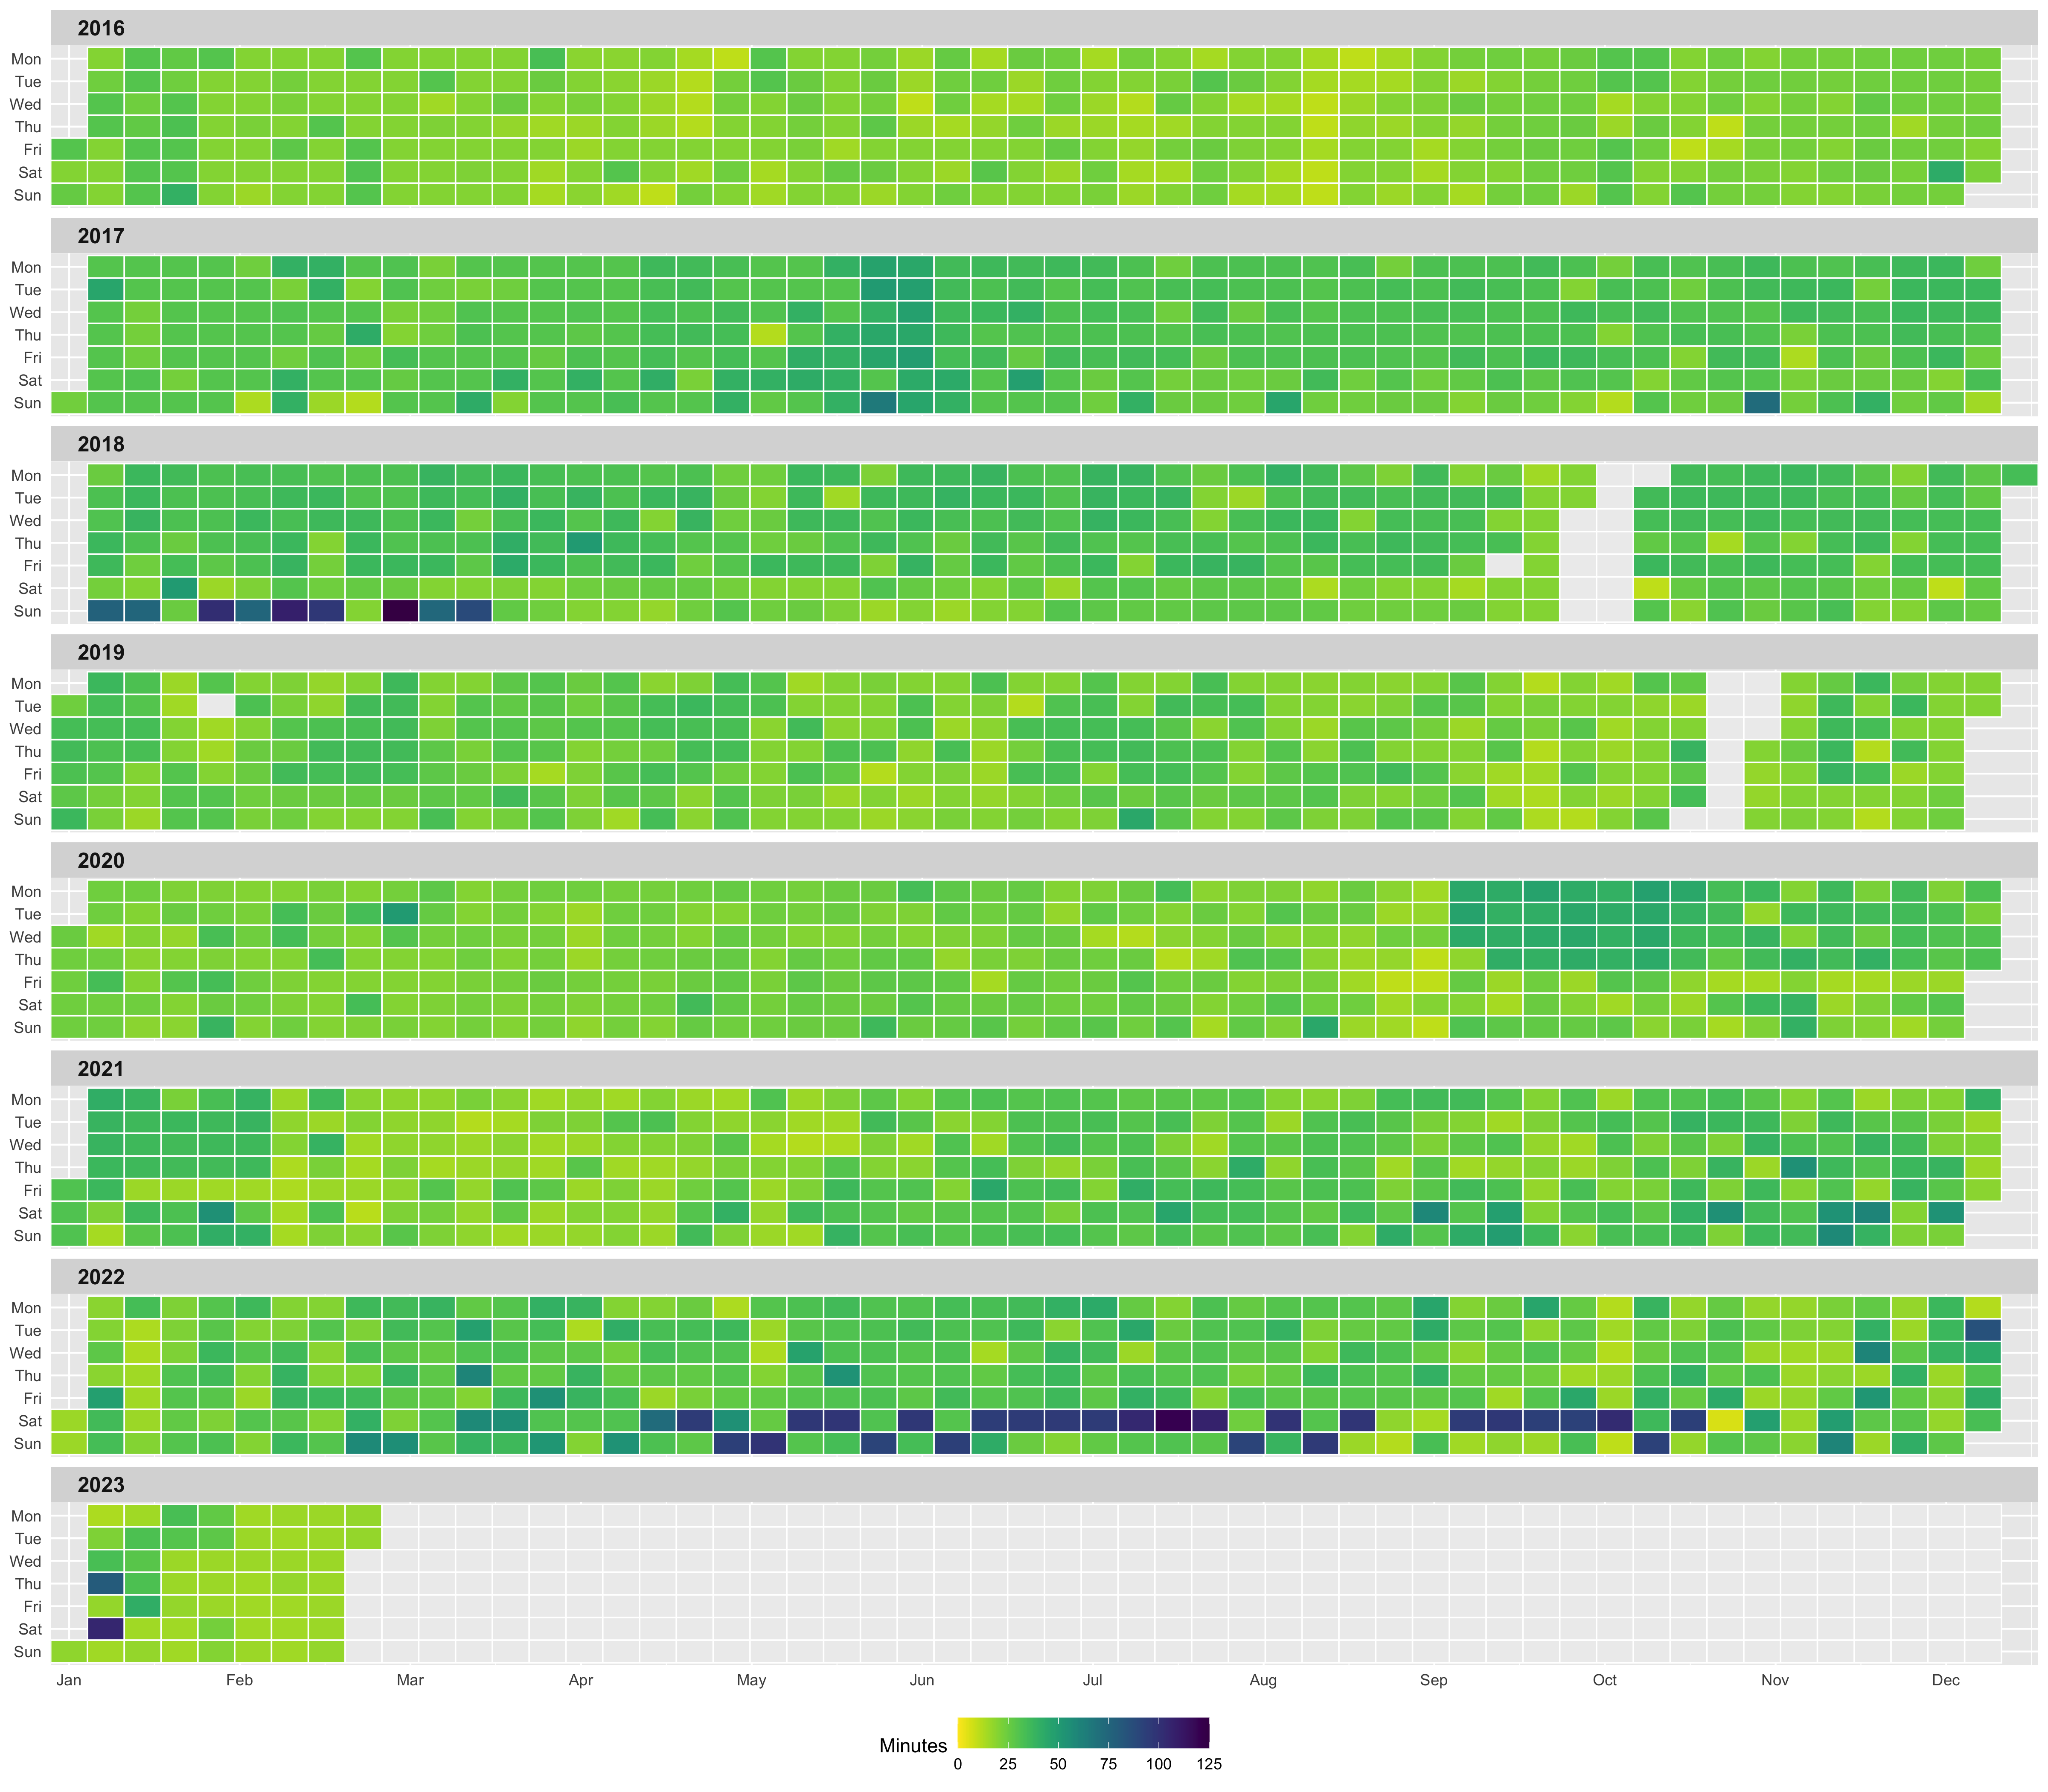 2016
Mon
Tue
Wed
Thu
Fri
Sat
Sun
2017
Mon
Tue
Wed
Thu
Fri
Sat
Sun
2018
Mon
Tue
Wed
Thu
Fri
Sat
Sun
2019
Mon
Tue
Wed
Thu
Fri
Sat
Sun
2020
Mon
Tue
Wed
Thu
Fri
Sat
Sun
2021
Mon
Tue
Wed
Thu
Fri
Sat
Sun
2022
Mon
Tue
Wed
Thu
Fri
Sat
Sun
2023
Mon
Tue
Wed
Thu
Fri
Sat
Sun
Jan Feb Mar Apr May Jun Jul Aug Sep Oct Nov Dec
Minutes
0 25 50 75 100 125